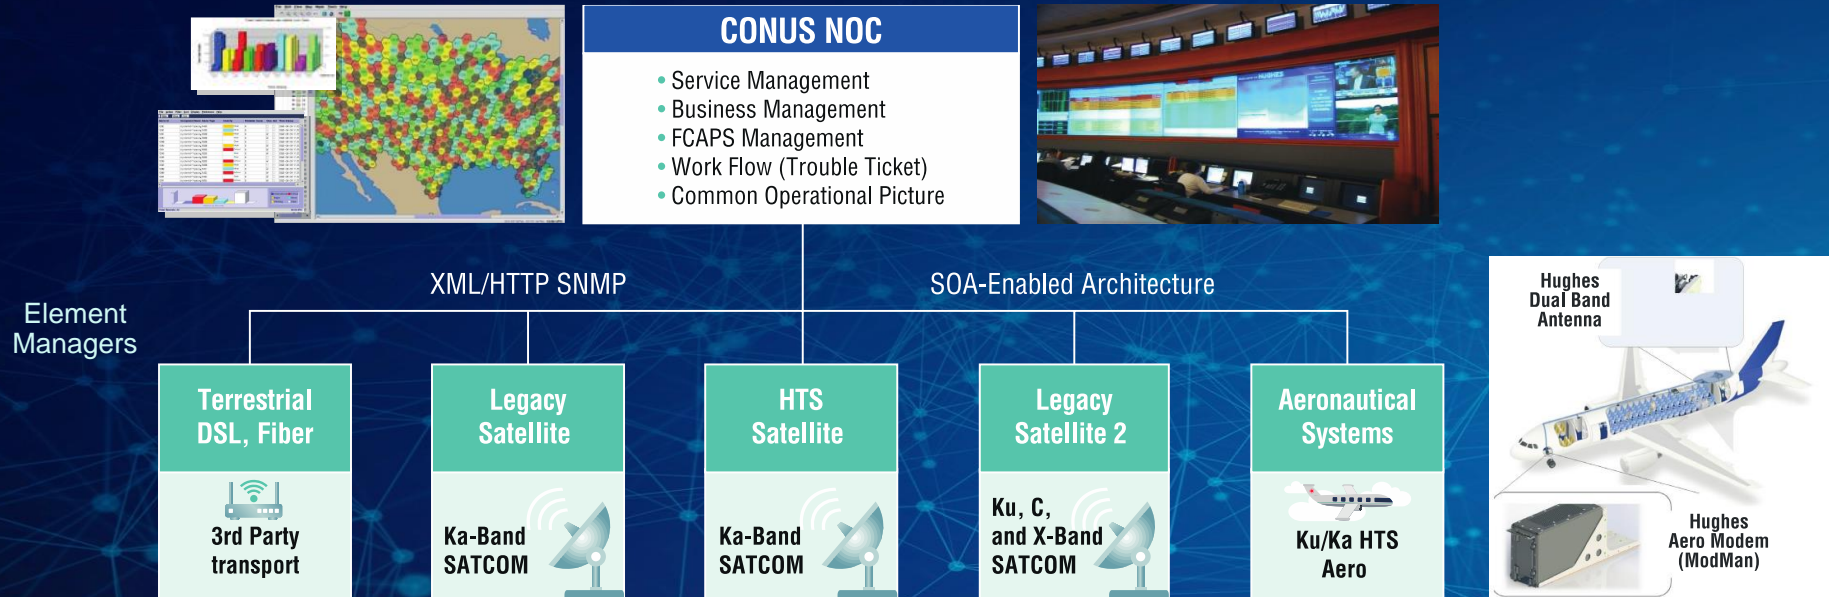 CONUS NOC
• Service Management
• Business Management
• FCAPS Management
• Work Flow (Trouble Ticket)
• Common Operational Picture
HUGHES
XML/HTTP SNMP
SOA-Enabled Architecture
Element
Managers
Terrestrial
DSL, Fiber
3rd Party
transport
Legacy
Satellite
Ka-Band
SATCOM
HTS
Satellite
Ka-Band
SATCOM
Legacy
Satellite 2
Ku, C,
and X-Band
SATCOM
Aeronautical
Systems
Ku/Ka HTS
Aero
Hughes
Dual Band
Antenna
Hughes
Aero Modem
(ModMan)